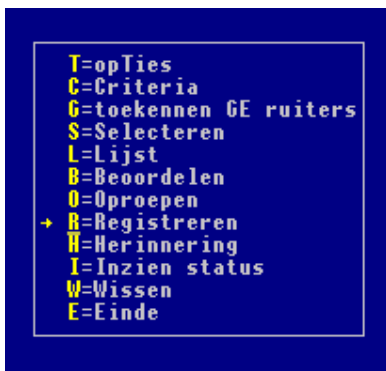 T=opTies
C=Criteria
G=toekennen GE ruiters
S=Selecteren
L=Lijst
B=Beoordelen
O=Oproepen
→ R=Registreren
H=Herinnering
I=Inzien status
W=Wissen
E=Einde